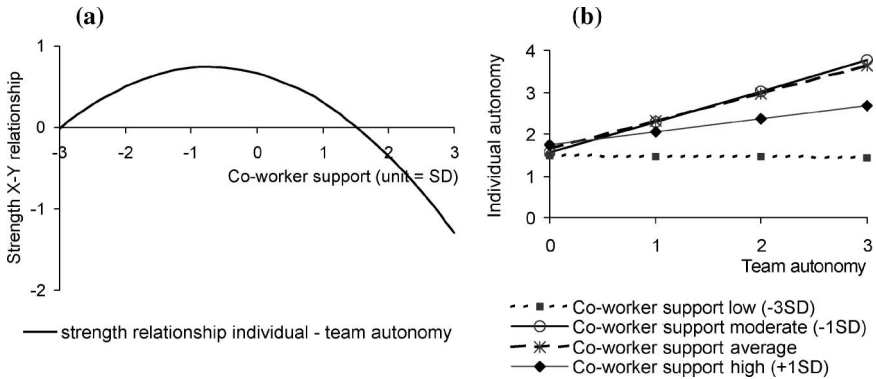 (a)
1
0
-1
-2
-3
-2
-1
0
1
2
3
Strength X-Y relationship
Co-worker support (unit = SD)
strength relationship individual - team autonomy
(b)
4
3
2
1
0
0
1
2
3
Individual autonomy
Team autonomy
Co-worker support low (-3SD)
Co-worker support moderate (-1SD)
Co-worker support average
Co-worker support high (+1SD)